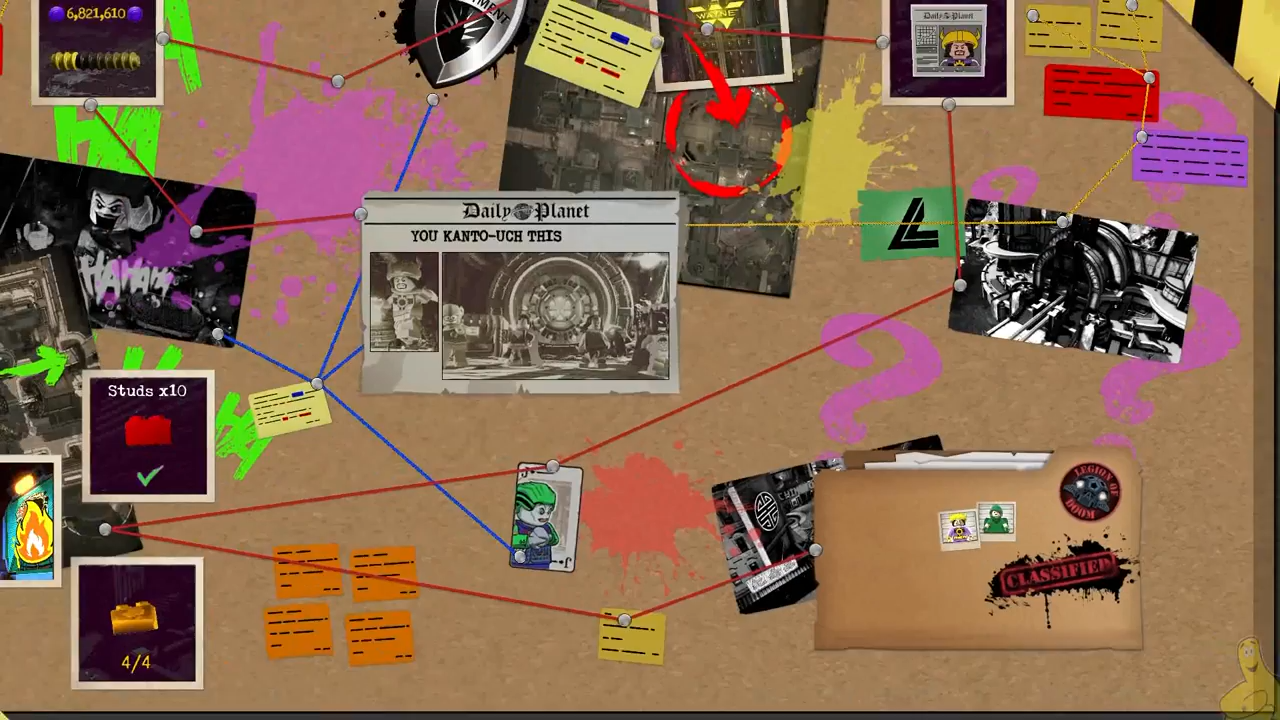 6,821,610
WAYNE
Daily Planet
Daily Planet
YOU KANTO-UCH THIS
Studs x10
LEGION OF
DOOM
CLASSIFIED
4/4